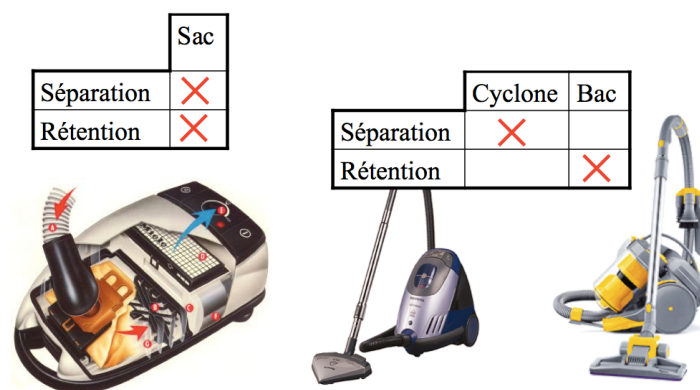 Sac
Séparation
Rétention
Cyclone Bac
Séparation
Rétention
A
D
C
G